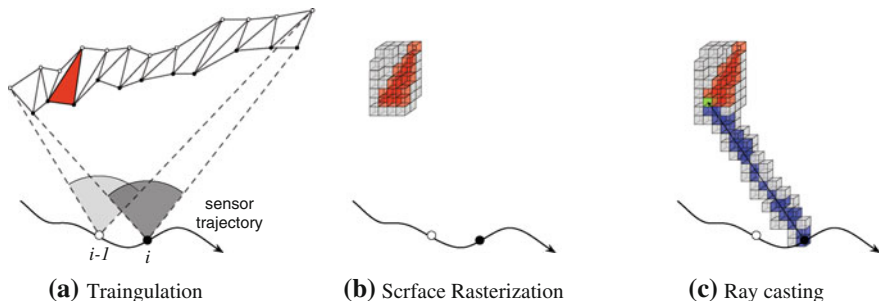 sensor
trajectory
i-1 i
(a) Traingulation
(b) Scrface Rasterization
(c) Ray casting